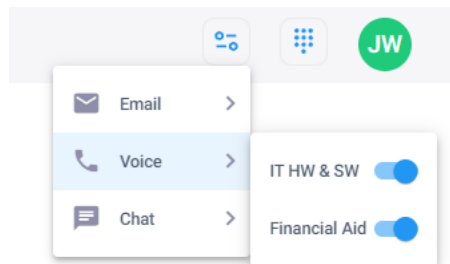 JW
Email
Voice
Chat
IT HW & SW
Financial Aid